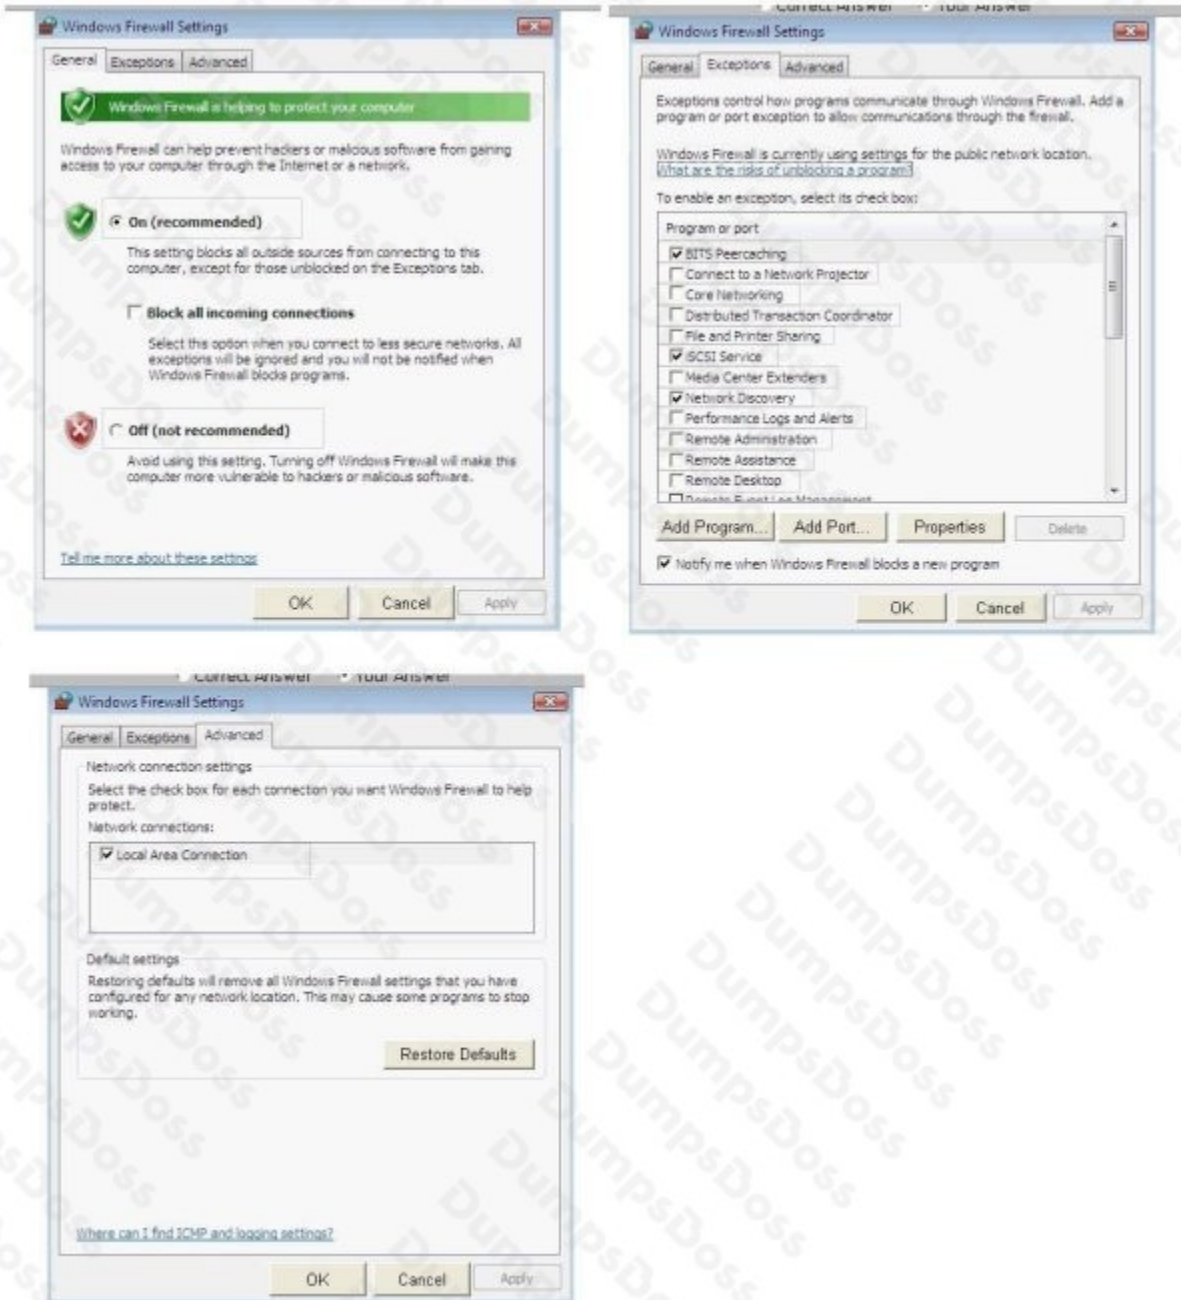 Windows Firewall Settings
General Exceptions Advanced
Windows Firewall is helping to protect your computer
Windows Firewall can help prevent hackers or malicious software from gaining
access to your computer through the Internet or a network.
On (recommended)
This setting blocks all outside sources from connecting to this
computer, except for those unblocked on the Exceptions tab.
Block all incoming connections
Select this option when you connect to less secure networks. All
exceptions will be ignored and you will not be notified when
Windows Firewall blocks programs.
Off (not recommended)
Avoid using this setting. Turning off Windows Firewall will make this
computer more vulnerable to hackers or malicious software.
Tell me more about these settings
OK Cancel Apply
Correct Answer Your Answer
Windows Firewall Settings
General Exceptions Advanced
Exceptions control how programs communicate through Windows Firewall. Add a
program or port exception to allow communications through the firewall.
Windows Firewall is currently using settings for the public network location.
What are the risks of unblocking a program?
To enable an exception, select its check box:
Program or port
BITS Peercaching
Connect to a Network Projector
Core Networking
Distributed Transaction Coordinator
File and Printer Sharing
iSCSI Service
Media Center Extenders
Network Discovery
Performance Logs and Alerts
Remote Administration
Remote Assistance
Remote Desktop
Remote Event Log Management
Add Program... Add Port... Properties Delete
Notify me when Windows Firewall blocks a new program
OK Cancel Apply
Correct Answer Your Answer
Windows Firewall Settings
General Exceptions Advanced
Network connection settings
Select the check box for each connection you want Windows Firewall to help
protect.
Network connections:
Local Area Connection
Default settings
Restoring defaults will remove all Windows Firewall settings that you have
configured for any network location. This may cause some programs to stop
working.
Restore Defaults
Where can I find ICMP and logging settings?
OK Cancel Apply
DumpsDoss